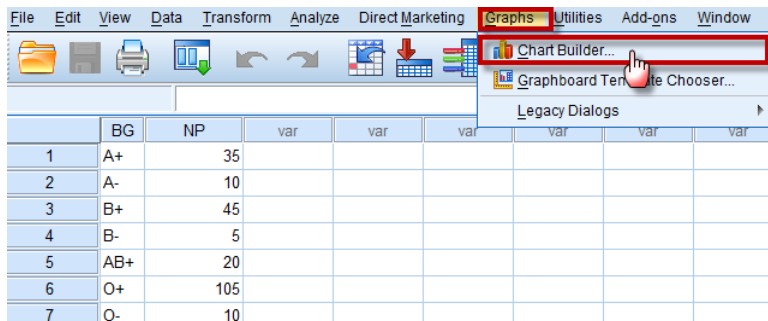 File Edit View Data Transform Analyze Direct Marketing Graphs Utilities Add-ons Window
Chart Builder...
Graphboard Template Chooser...
Legacy Dialogs
BG NP var var var var var var
1 A+ 35
2 A- 10
3 B+ 45
4 B- 5
5 AB+ 20
6 O+ 105
7 O- 10